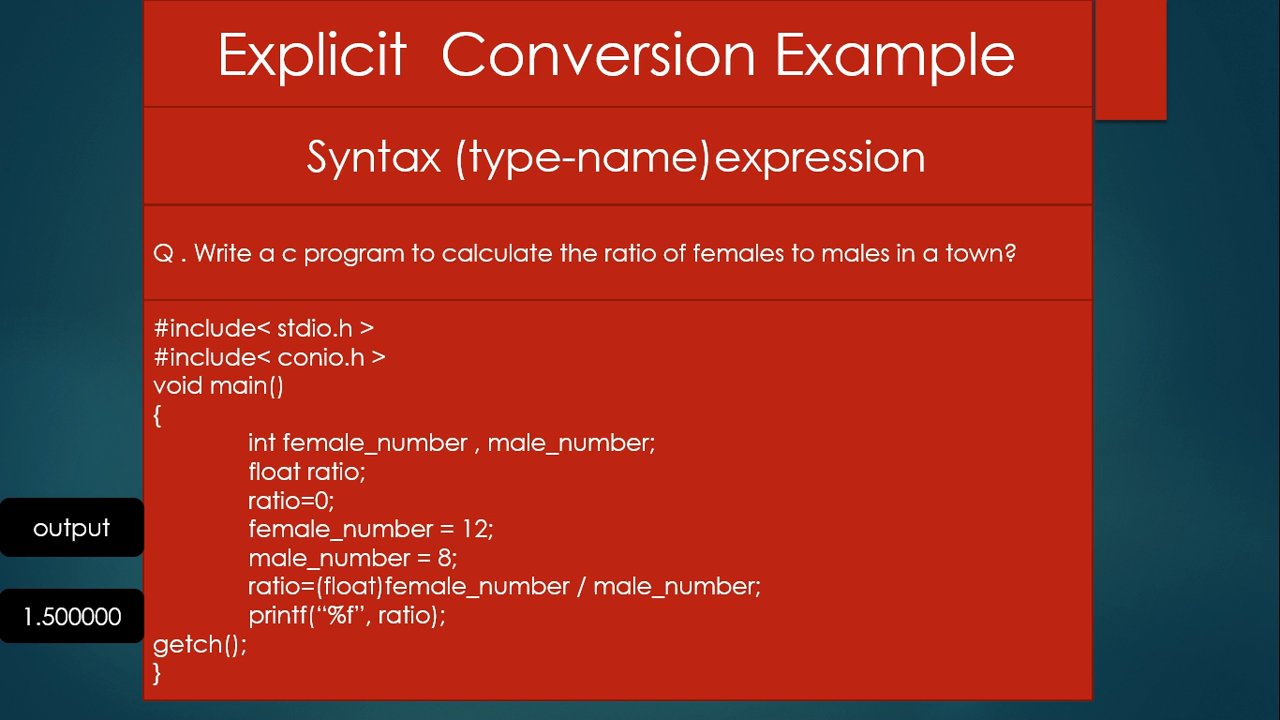 Explicit  Conversion Example
Syntax (type-name)expression
Q . Write a c program to calculate the ratio of females to males in a town?
#include< stdio.h >
#include< conio.h >
void main()
{
int female_number , male_number;
float ratio;
ratio=0;
female_number = 12;
male_number = 8;
ratio=(float)female_number / male_number;
printf(“%f”, ratio);
getch();
}
output
1.500000